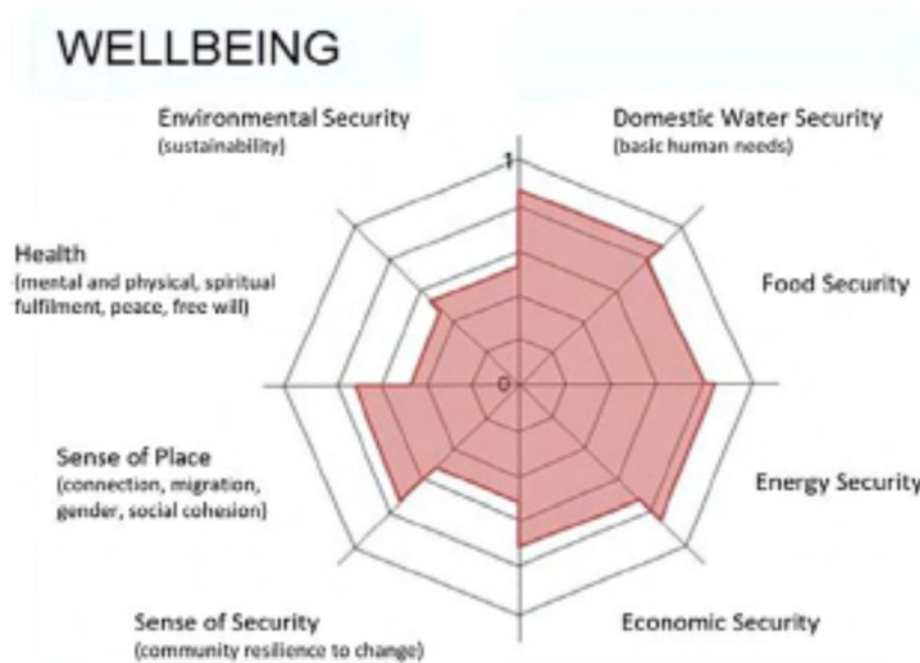 WELLBEING
Environmental Security
(sustainability)
Domestic Water Security
(basic human needs)
1
Health
(mental and physical, spiritual
fulfilment, peace, free will)
Food Security
0
Sense of Place
(connection, migration,
gender, social cohesion)
Energy Security
Sense of Security
(community resilience to change)
Economic Security